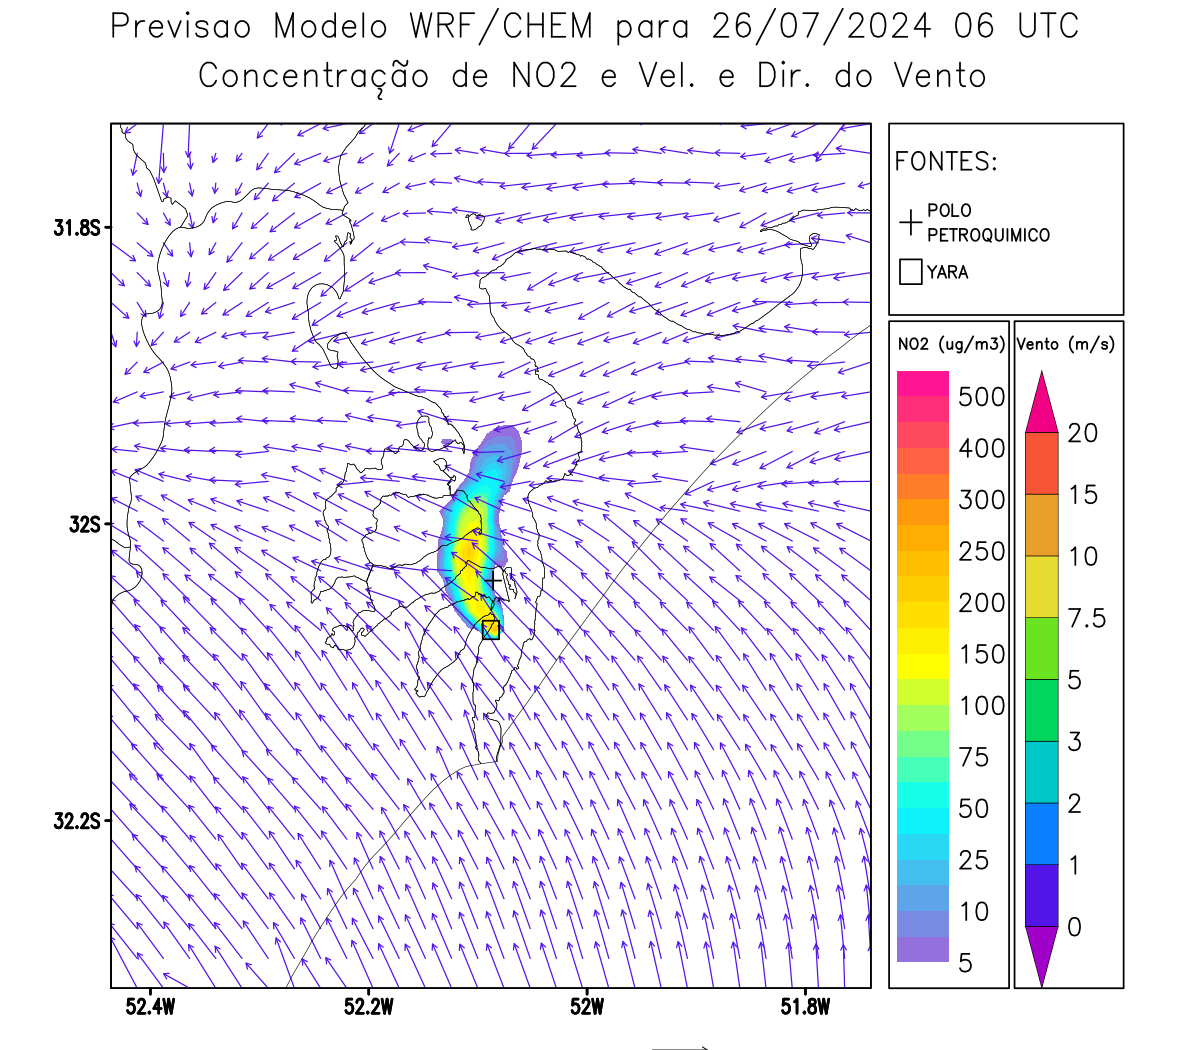 Previsao Modelo WRF/CHEM para 26/07/2024 06 UTC
Concentração de NO2 e Vel. e Dir. do Vento
FONTES:
POLO
PETROQUIMICO
YARA
NO2 (ug/m3)
500
400
300
250
200
150
100
75
50
25
10
5
Vento (m/s)
20
15
10
7.5
5
3
2
1
0
31.8S
32S
32.2S
52.4W
52.2W
52W
51.8W